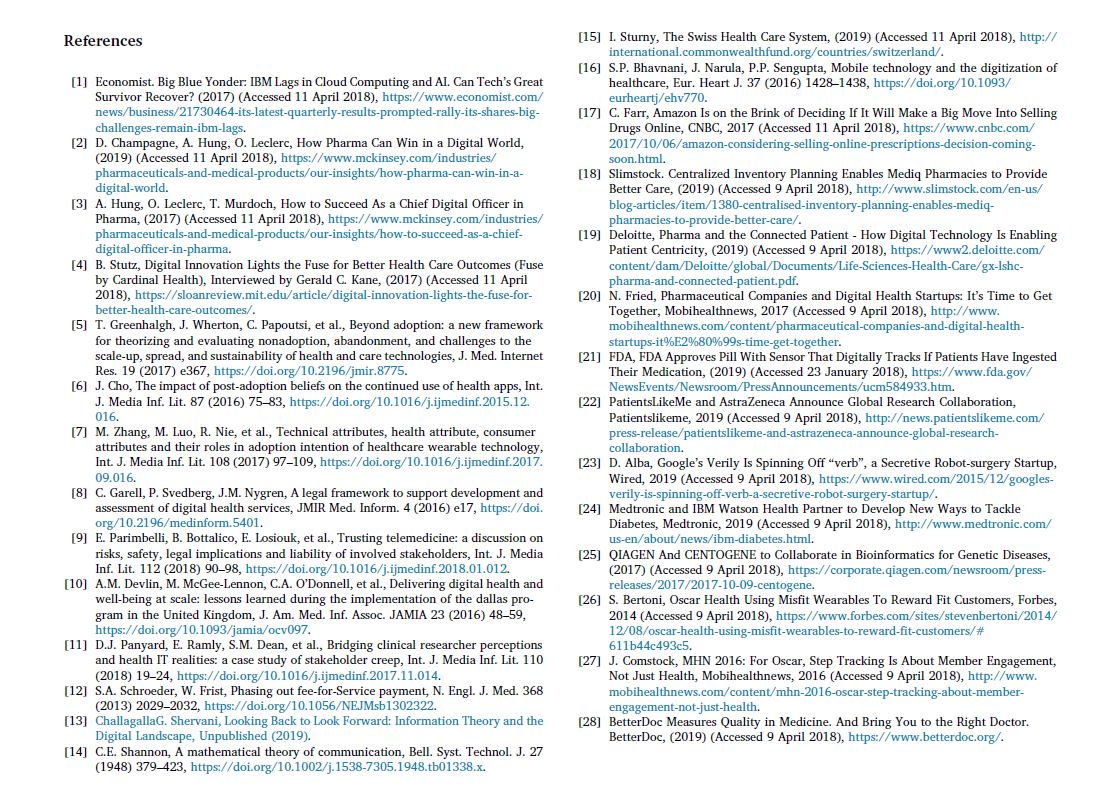 References
[1] Economist. Big Blue Yonder: IBM Lags in Cloud Computing and AI. Can Tech's Great
Survivor Recover? (2017) (Accessed 11 April 2018), https://www.economist.com/
news/business/21730464-its-latest-quarterly-results-prompted-rally-its-shares-big-
challenges-remain-ibm-lags.
[2] D. Champagne, A. Hung, O. Leclerc, How Pharma Can Win in a Digital World,
(2019) (Accessed 11 April 2018), https://www.mckinsey.com/industries/
pharmaceuticals-and-medical-products/our-insights/how-pharma-can-win-in-a-
digital-world.
[3] A. Hung, O. Leclerc, T. Murdoch, How to Succeed As a Chief Digital Officer in
Pharma, (2017) (Accessed 11 April 2018), https://www.mckinsey.com/industries/
pharmaceuticals-and-medical-products/our-insights/how-to-succeed-as-a-chief-
digital-officer-in-pharma.
[4] B. Stutz, Digital Innovation Lights the Fuse for Better Health Care Outcomes (Fuse
by Cardinal Health), Interviewed by Gerald C. Kane, (2017) (Accessed 11 April
2018), https://sloanreview.mit.edu/article/digital-innovation-lights-the-fuse-for-
better-health-care-outcomes/.
[5] T. Greenhalgh, J. Wherton, C. Papoutsi, et al., Beyond adoption: a new framework
for theorizing and evaluating nonadoption, abandonment, and challenges to the
scale-up, spread, and sustainability of health and care technologies, J. Med. Internet
Res. 19 (2017) e367, https://doi.org/10.2196/jmir.8775.
[6] J. Cho, The impact of post-adoption beliefs on the continued use of health apps, Int.
J. Media Inf. Lit. 87 (2016) 75–83, https://doi.org/10.1016/j.ijmedinf.2015.12.
016.
[7] M. Zhang, M. Luo, R. Nie, et al., Technical attributes, health attribute, consumer
attributes and their roles in adoption intention of healthcare wearable technology,
Int. J. Media Inf. Lit. 108 (2017) 97–109, https://doi.org/10.1016/j.ijmedinf.2017.
09.016.
[8] C. Garell, P. Svedberg, J.M. Nygren, A legal framework to support development and
assessment of digital health services, JMIR Med. Inform. 4 (2016) e17, https://doi.
org/10.2196/medinform.5401.
[9] E. Parimbelli, B. Bottalico, E. Losiouk, et al., Trusting telemedicine: a discussion on
risks, safety, legal implications and liability of involved stakeholders, Int. J. Media
Inf. Lit. 112 (2018) 90–98, https://doi.org/10.1016/j.ijmedinf.2018.01.012.
[10] A.M. Devlin, M. McGee-Lennon, C.A. O'Donnell, et al., Delivering digital health and
well-being at scale: lessons learned during the implementation of the dallas pro-
gram in the United Kingdom, J. Am. Med. Inf. Assoc. JAMIA 23 (2016) 48–59,
https://doi.org/10.1093/jamia/ocv097.
[11] D.J. Panyard, E. Ramly, S.M. Dean, et al., Bridging clinical researcher perceptions
and health IT realities: a case study of stakeholder creep, Int. J. Media Inf. Lit. 110
(2018) 19–24, https://doi.org/10.1016/j.ijmedinf.2017.11.014.
[12] S.A. Schroeder, W. Frist, Phasing out fee-for-Service payment, N. Engl. J. Med. 368
(2013) 2029–2032, https://doi.org/10.1056/NEJMsb1302322.
[13] ChallagallaG. Shervani, Looking Back to Look Forward: Information Theory and the
Digital Landscape, Unpublished (2019).
[14] C.E. Shannon, A mathematical theory of communication, Bell. Syst. Technol. J. 27
(1948) 379–423, https://doi.org/10.1002/j.1538-7305.1948.tb01338.x.
[15] I. Sturny, The Swiss Health Care System, (2019) (Accessed 11 April 2018), http://
international.commonwealthfund.org/countries/switzerland/.
[16] S.P. Bhavnani, J. Narula, P.P. Sengupta, Mobile technology and the digitization of
healthcare, Eur. Heart J. 37 (2016) 1428–1438, https://doi.org/10.1093/
eurheartj/ehv770.
[17] C. Farr, Amazon Is on the Brink of Deciding If It Will Make a Big Move Into Selling
Drugs Online, CNBC, 2017 (Accessed 11 April 2018), https://www.cnbc.com/
2017/10/06/amazon-considering-selling-online-prescriptions-decision-coming-
soon.html.
[18] Slimstock. Centralized Inventory Planning Enables Mediq Pharmacies to Provide
Better Care, (2019) (Accessed 9 April 2018), http://www.slimstock.com/en-us/
blog-articles/item/1380-centralised-inventory-planning-enables-mediq-
pharmacies-to-provide-better-care/.
[19] Deloitte, Pharma and the Connected Patient - How Digital Technology Is Enabling
Patient Centricity, (2019) (Accessed 9 April 2018), https://www2.deloitte.com/
content/dam/Deloitte/global/Documents/Life-Sciences-Health-Care/gx-lshc-
pharma-and-connected-patient.pdf.
[20] N. Fried, Pharmaceutical Companies and Digital Health Startups: It's Time to Get
Together, Mobihealthnews, 2017 (Accessed 9 April 2018), http://www.
mobihealthnews.com/content/pharmaceutical-companies-and-digital-health-
startups-it%E2%80%99s-time-get-together.
[21] FDA, FDA Approves Pill With Sensor That Digitally Tracks If Patients Have Ingested
Their Medication, (2019) (Accessed 23 January 2018), https://www.fda.gov/
NewsEvents/Newsroom/PressAnnouncements/ucm584933.htm.
[22] PatientsLikeMe and AstraZeneca Announce Global Research Collaboration,
Patientslikeme, 2019 (Accessed 9 April 2018), http://news.patientslikeme.com/
press-release/patientslikeme-and-astrazeneca-announce-global-research-
collaboration.
[23] D. Alba, Google's Verily Is Spinning Off “verb”, a Secretive Robot-surgery Startup,
Wired, 2019 (Accessed 9 April 2018), https://www.wired.com/2015/12/googles-
verily-is-spinning-off-verb-a-secretive-robot-surgery-startup/.
[24] Medtronic and IBM Watson Health Partner to Develop New Ways to Tackle
Diabetes, Medtronic, 2019 (Accessed 9 April 2018), http://www.medtronic.com/
us-en/about/news/ibm-diabetes.html.
[25] QIAGEN And CENTOGENE to Collaborate in Bioinformatics for Genetic Diseases,
(2017) (Accessed 9 April 2018), https://corporate.qiagen.com/newsroom/press-
releases/2017/2017-10-09-centogene.
[26] S. Bertoni, Oscar Health Using Misfit Wearables To Reward Fit Customers, Forbes,
2014 (Accessed 9 April 2018), https://www.forbes.com/sites/stevenbertoni/2014/
12/08/oscar-health-using-misfit-wearables-to-reward-fit-customers/#
611b44c493c5.
[27] J. Comstock, MHN 2016: For Oscar, Step Tracking Is About Member Engagement,
Not Just Health, Mobihealthnews, 2016 (Accessed 9 April 2018), http://www.
mobihealthnews.com/content/mhn-2016-oscar-step-tracking-about-member-
engagement-not-just-health.
[28] BetterDoc Measures Quality in Medicine. And Bring You to the Right Doctor.
BetterDoc, (2019) (Accessed 9 April 2018), https://www.betterdoc.org/.